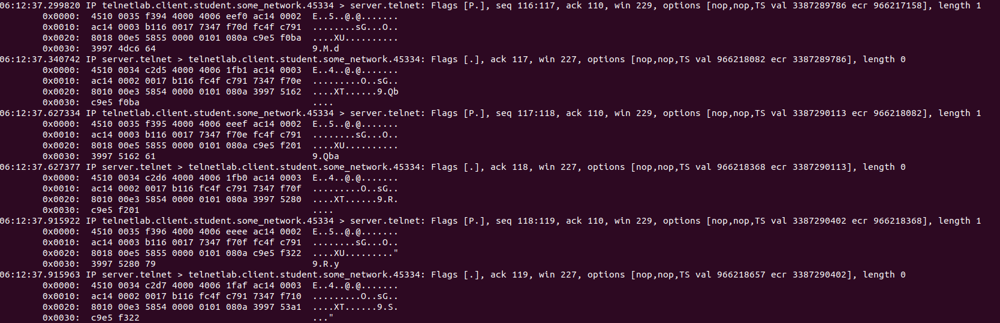 06:12:37.299820 IP telnetlab.client.student.some_network.45334 > server.telnet: Flags [P.], seq 116:117, ack 110, win 229, options [nop,nop,TS val 3387289786 ecr 966217158], length 1
0x0000:  4510 0035 f394 4000 4006 eef0 ac14 0002  E..5..@.@.......
0x0010:  ac14 0003 b116 0017 7347 f70d fc4f c791  ........sG...O..
0x0020:  8018 00e5 5855 0000 0101 080a c9e5 f0ba  ....XU..........
0x0030:  3997 4dc6 64                             9.M.d
06:12:37.340742 IP server.telnet > telnetlab.client.student.some_network.45334: Flags [.], ack 117, win 227, options [nop,nop,TS val 966218082 ecr 3387289786], length 0
0x0000:  4510 0034 c2d5 4000 4006 1fb1 ac14 0003  E..4..@.@.......
0x0010:  ac14 0002 0017 b116 fc4f c791 7347 f70e  .........O..sG..
0x0020:  8010 00e3 5854 0000 0101 080a 3997 5162  ....XT......9.Qb
0x0030:  c9e5 f0ba                                ....
06:12:37.627334 IP telnetlab.client.student.some_network.45334 > server.telnet: Flags [P.], seq 117:118, ack 110, win 229, options [nop,nop,TS val 3387290113 ecr 966218082], length 1
0x0000:  4510 0035 f395 4000 4006 eeef ac14 0002  E..5..@.@.......
0x0010:  ac14 0003 b116 0017 7347 f70e fc4f c791  ........sG...O..
0x0020:  8018 00e5 5855 0000 0101 080a c9e5 f201  ....XU..........
0x0030:  3997 5162 61                             9.Qba
06:12:37.627377 IP server.telnet > telnetlab.client.student.some_network.45334: Flags [.], ack 118, win 227, options [nop,nop,TS val 966218368 ecr 3387290113], length 0
0x0000:  4510 0034 c2d6 4000 4006 1fb0 ac14 0003  E..4..@.@.......
0x0010:  ac14 0002 0017 b116 fc4f c791 7347 f70f  .........O..sG..
0x0020:  8010 00e3 5854 0000 0101 080a 3997 5280  ....XT......9.R.
0x0030:  c9e5 f201                                ....
06:12:37.915922 IP telnetlab.client.student.some_network.45334 > server.telnet: Flags [P.], seq 118:119, ack 110, win 229, options [nop,nop,TS val 3387290402 ecr 966218368], length 1
0x0000:  4510 0035 f396 4000 4006 eeee ac14 0002  E..5..@.@.......
0x0010:  ac14 0003 b116 0017 7347 f70f fc4f c791  ........sG...O..
0x0020:  8018 00e5 5855 0000 0101 080a c9e5 f322  ....XU........."
0x0030:  3997 5280 79                             9.R.y
06:12:37.915963 IP server.telnet > telnetlab.client.student.some_network.45334: Flags [.], ack 119, win 227, options [nop,nop,TS val 966218657 ecr 3387290402], length 0
0x0000:  4510 0034 c2d7 4000 4006 1faf ac14 0003  E..4..@.@.......
0x0010:  ac14 0002 0017 b116 fc4f c791 7347 f710  .........O..sG..
0x0020:  8010 00e3 5854 0000 0101 080a 3997 53a1  ....XT......9.S.
0x0030:  c9e5 f322                                ..."